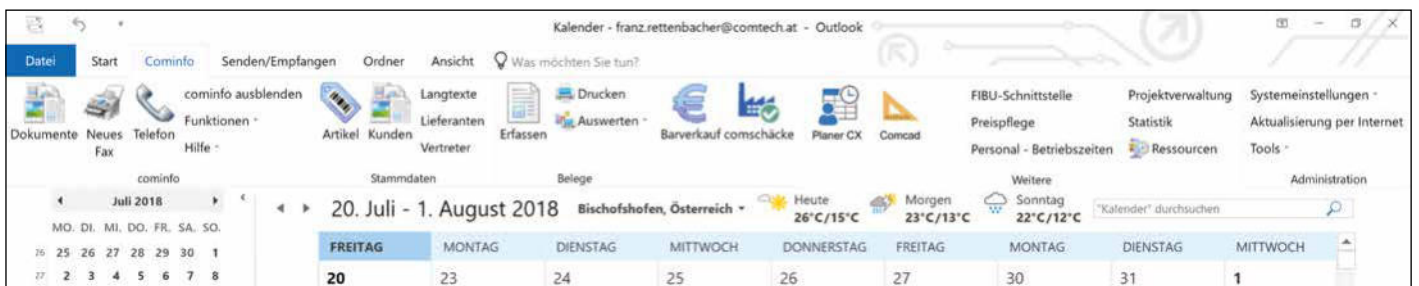 Kalender - franz.rettenbacher@comtech.at - Outlook
Datei Start Cominfo Senden/Empfangen Ordner Ansicht Was möchten Sie tun?
cominfo ausblenden Langtexte Drucken FIBU-Schnittstelle Projektverwaltung Systemeinstellungen
Funktionen Lieferanten Auswerten Preispflege Statistik Aktualisierung per Internet
Dokumente Neues Fax Telefon Artikel Kunden Erfassen Barverkauf comschäcke Planer CX Comcad
Hilfe Vertreter Personal - Betriebszeiten Ressourcen Tools
cominfo Stammdaten Belege Weitere Administration
Juli 2018
20. Juli - 1. August 2018 Bischofshofen, Österreich Heute 26°C/15°C Morgen 23°C/13°C Sonntag 22°C/12°C "Kalender" durchsuchen
MO. DI. MI. DO. FR. SA. SO.
26 25 26 27 28 29 30 1
27 2 3 4 5 6 7 8
FREITAG MONTAG DIENSTAG MITTWOCH DONNERSTAG FREITAG MONTAG DIENSTAG MITTWOCH
20 23 24 25 26 27 30 31 1